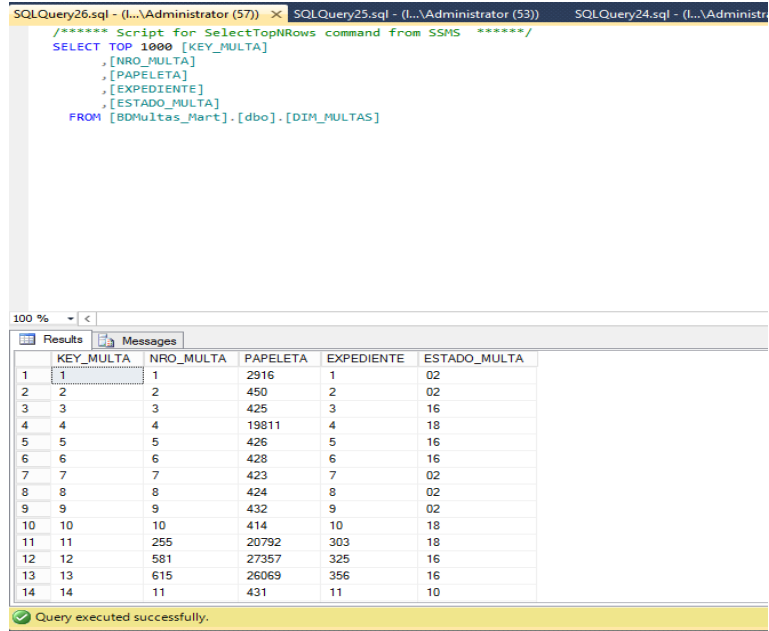 SQLQuery26.sql - (l...\Administrator (57)) SQLQuery25.sql - (l...\Administrator (53)) SQLQuery24.sql - (l...\Administra
/****** Script for SelectTopNRows command from SSMS ******/
SELECT TOP 1000 [KEY_MULTA]
,[NRO_MULTA]
,[PAPELETA]
,[EXPEDIENTE]
,[ESTADO_MULTA]
FROM [BDMultas_Mart].[dbo].[DIM_MULTAS]
100 %
Results Messages
KEY_MULTA NRO_MULTA PAPELETA EXPEDIENTE ESTADO_MULTA
1 1 1 2916 1 02
2 2 2 450 2 02
3 3 3 425 3 16
4 4 4 19811 4 18
5 5 5 426 5 16
6 6 6 428 6 16
7 7 7 423 7 02
8 8 8 424 8 02
9 9 9 432 9 02
10 10 10 414 10 18
11 11 255 20792 303 18
12 12 581 27357 325 16
13 13 615 26069 356 16
14 14 11 431 11 10
Query executed successfully.